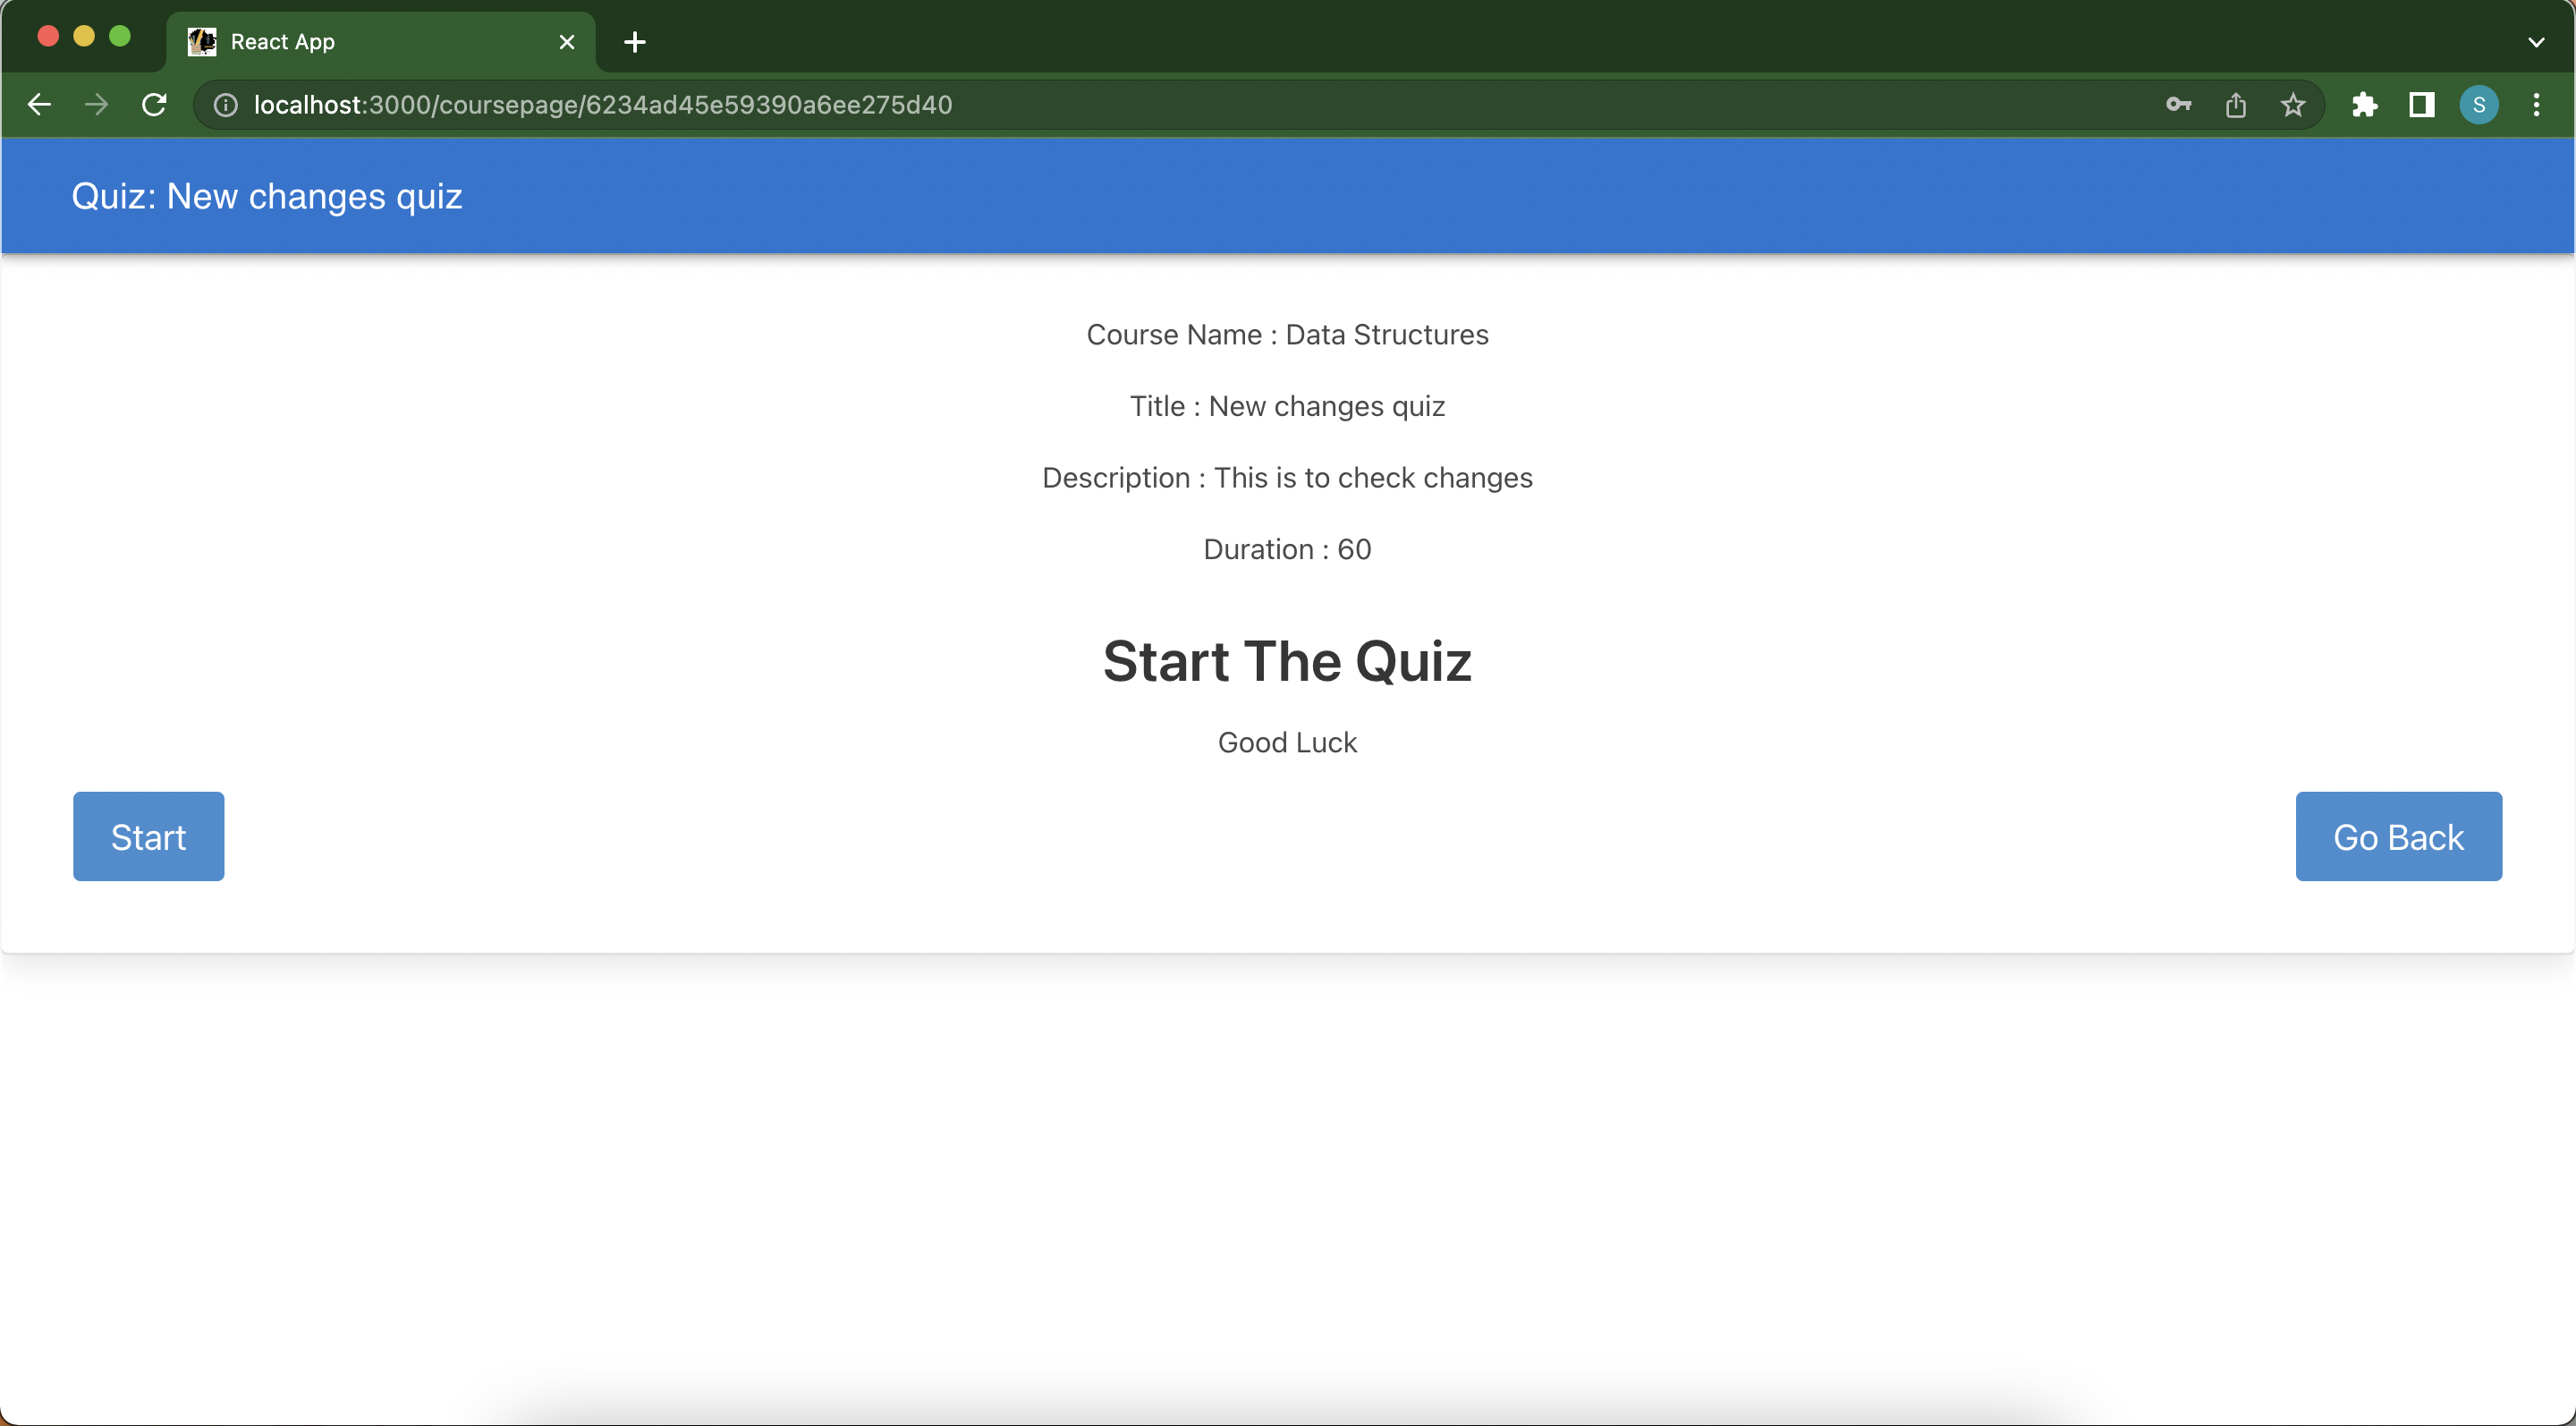 React App
localhost:3000/coursepage/6234ad45e59390a6ee275d40
S
Quiz: New changes quiz
Course Name : Data Structures
Title : New changes quiz
Description : This is to check changes
Duration : 60
Start The Quiz
Good Luck
Start
Go Back